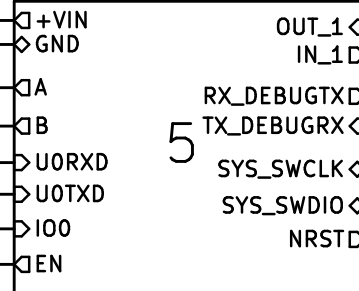 +VIN
GND
A
B
U0RXD
U0TXD
IO0
EN
5
OUT_1
IN_1
RX_DEBUGTX
TX_DEBUGRX
SYS_SWCLK
SYS_SWDIO
NRST